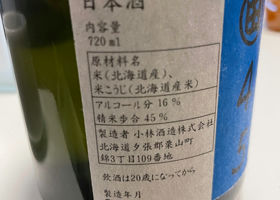 日本酒
内容量
720ml
原材料名
米(北海道産)、
米こうじ(北海道産米)
アルコール分 16%
精米歩合 45%
製造者 小林酒造株式会社
北海道夕張郡栗山町
錦3丁目109番地
飲酒は20歳になってから
製造年月